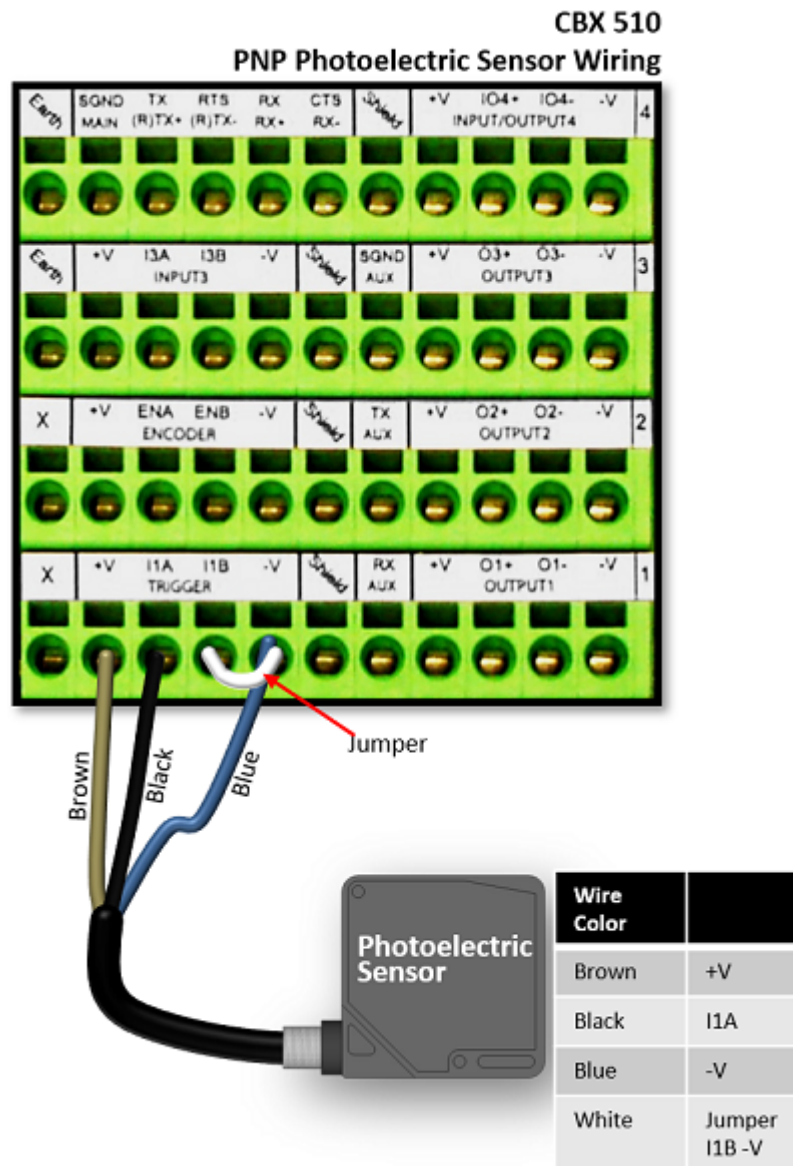 CBX 510
PNP Photoelectric Sensor Wiring
Earth SGND TX RTS RX CTS Shield +V IO4+ IO4- -V 4
MAIN (R)TX+ (R)TX- RX+ RX- INPUT/OUTPUT4
Earth +V I3A I3B -V Shield SGND +V O3+ O3- -V 3
INPUT3 AUX OUTPUT3
X +V ENA ENB -V Shield TX +V O2+ O2- -V 2
ENCODER AUX OUTPUT2
X +V I1A I1B -V Shield RX +V O1+ O1- -V 1
TRIGGER AUX OUTPUT1
Jumper
Brown
Black
Blue
Photoelectric
Sensor
Wire
Color
Brown +V
Black I1A
Blue -V
White Jumper
I1B -V